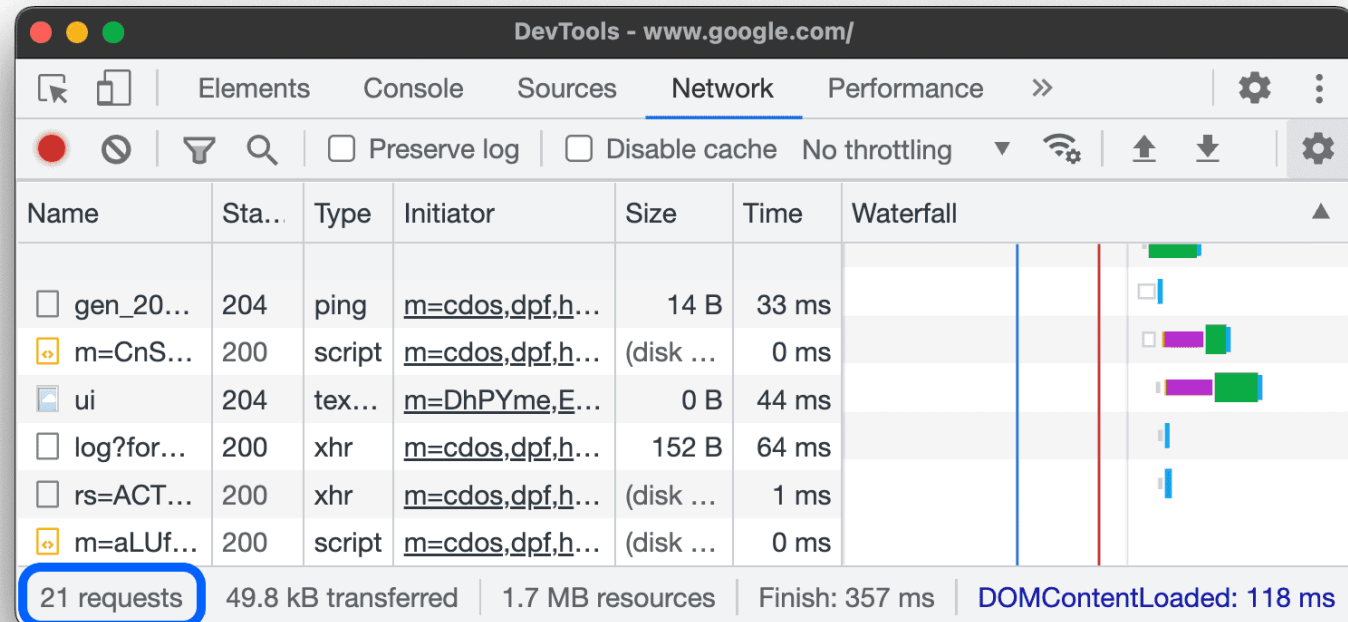 DevTools - www.google.com/
Elements Console Sources Network Performance »
Preserve log Disable cache No throttling
Name Sta... Type Initiator Size Time Waterfall
gen_20... 204 ping m=cdos,dpf,h... 14 B 33 ms
m=CnS... 200 script m=cdos,dpf,h... (disk ... 0 ms
ui 204 tex... m=DhPYme,E... 0 B 44 ms
log?for... 200 xhr m=cdos,dpf,h... 152 B 64 ms
rs=ACT... 200 xhr m=cdos,dpf,h... (disk ... 1 ms
m=aLUf... 200 script m=cdos,dpf,h... (disk ... 0 ms
21 requests 49.8 kB transferred 1.7 MB resources Finish: 357 ms DOMContentLoaded: 118 ms